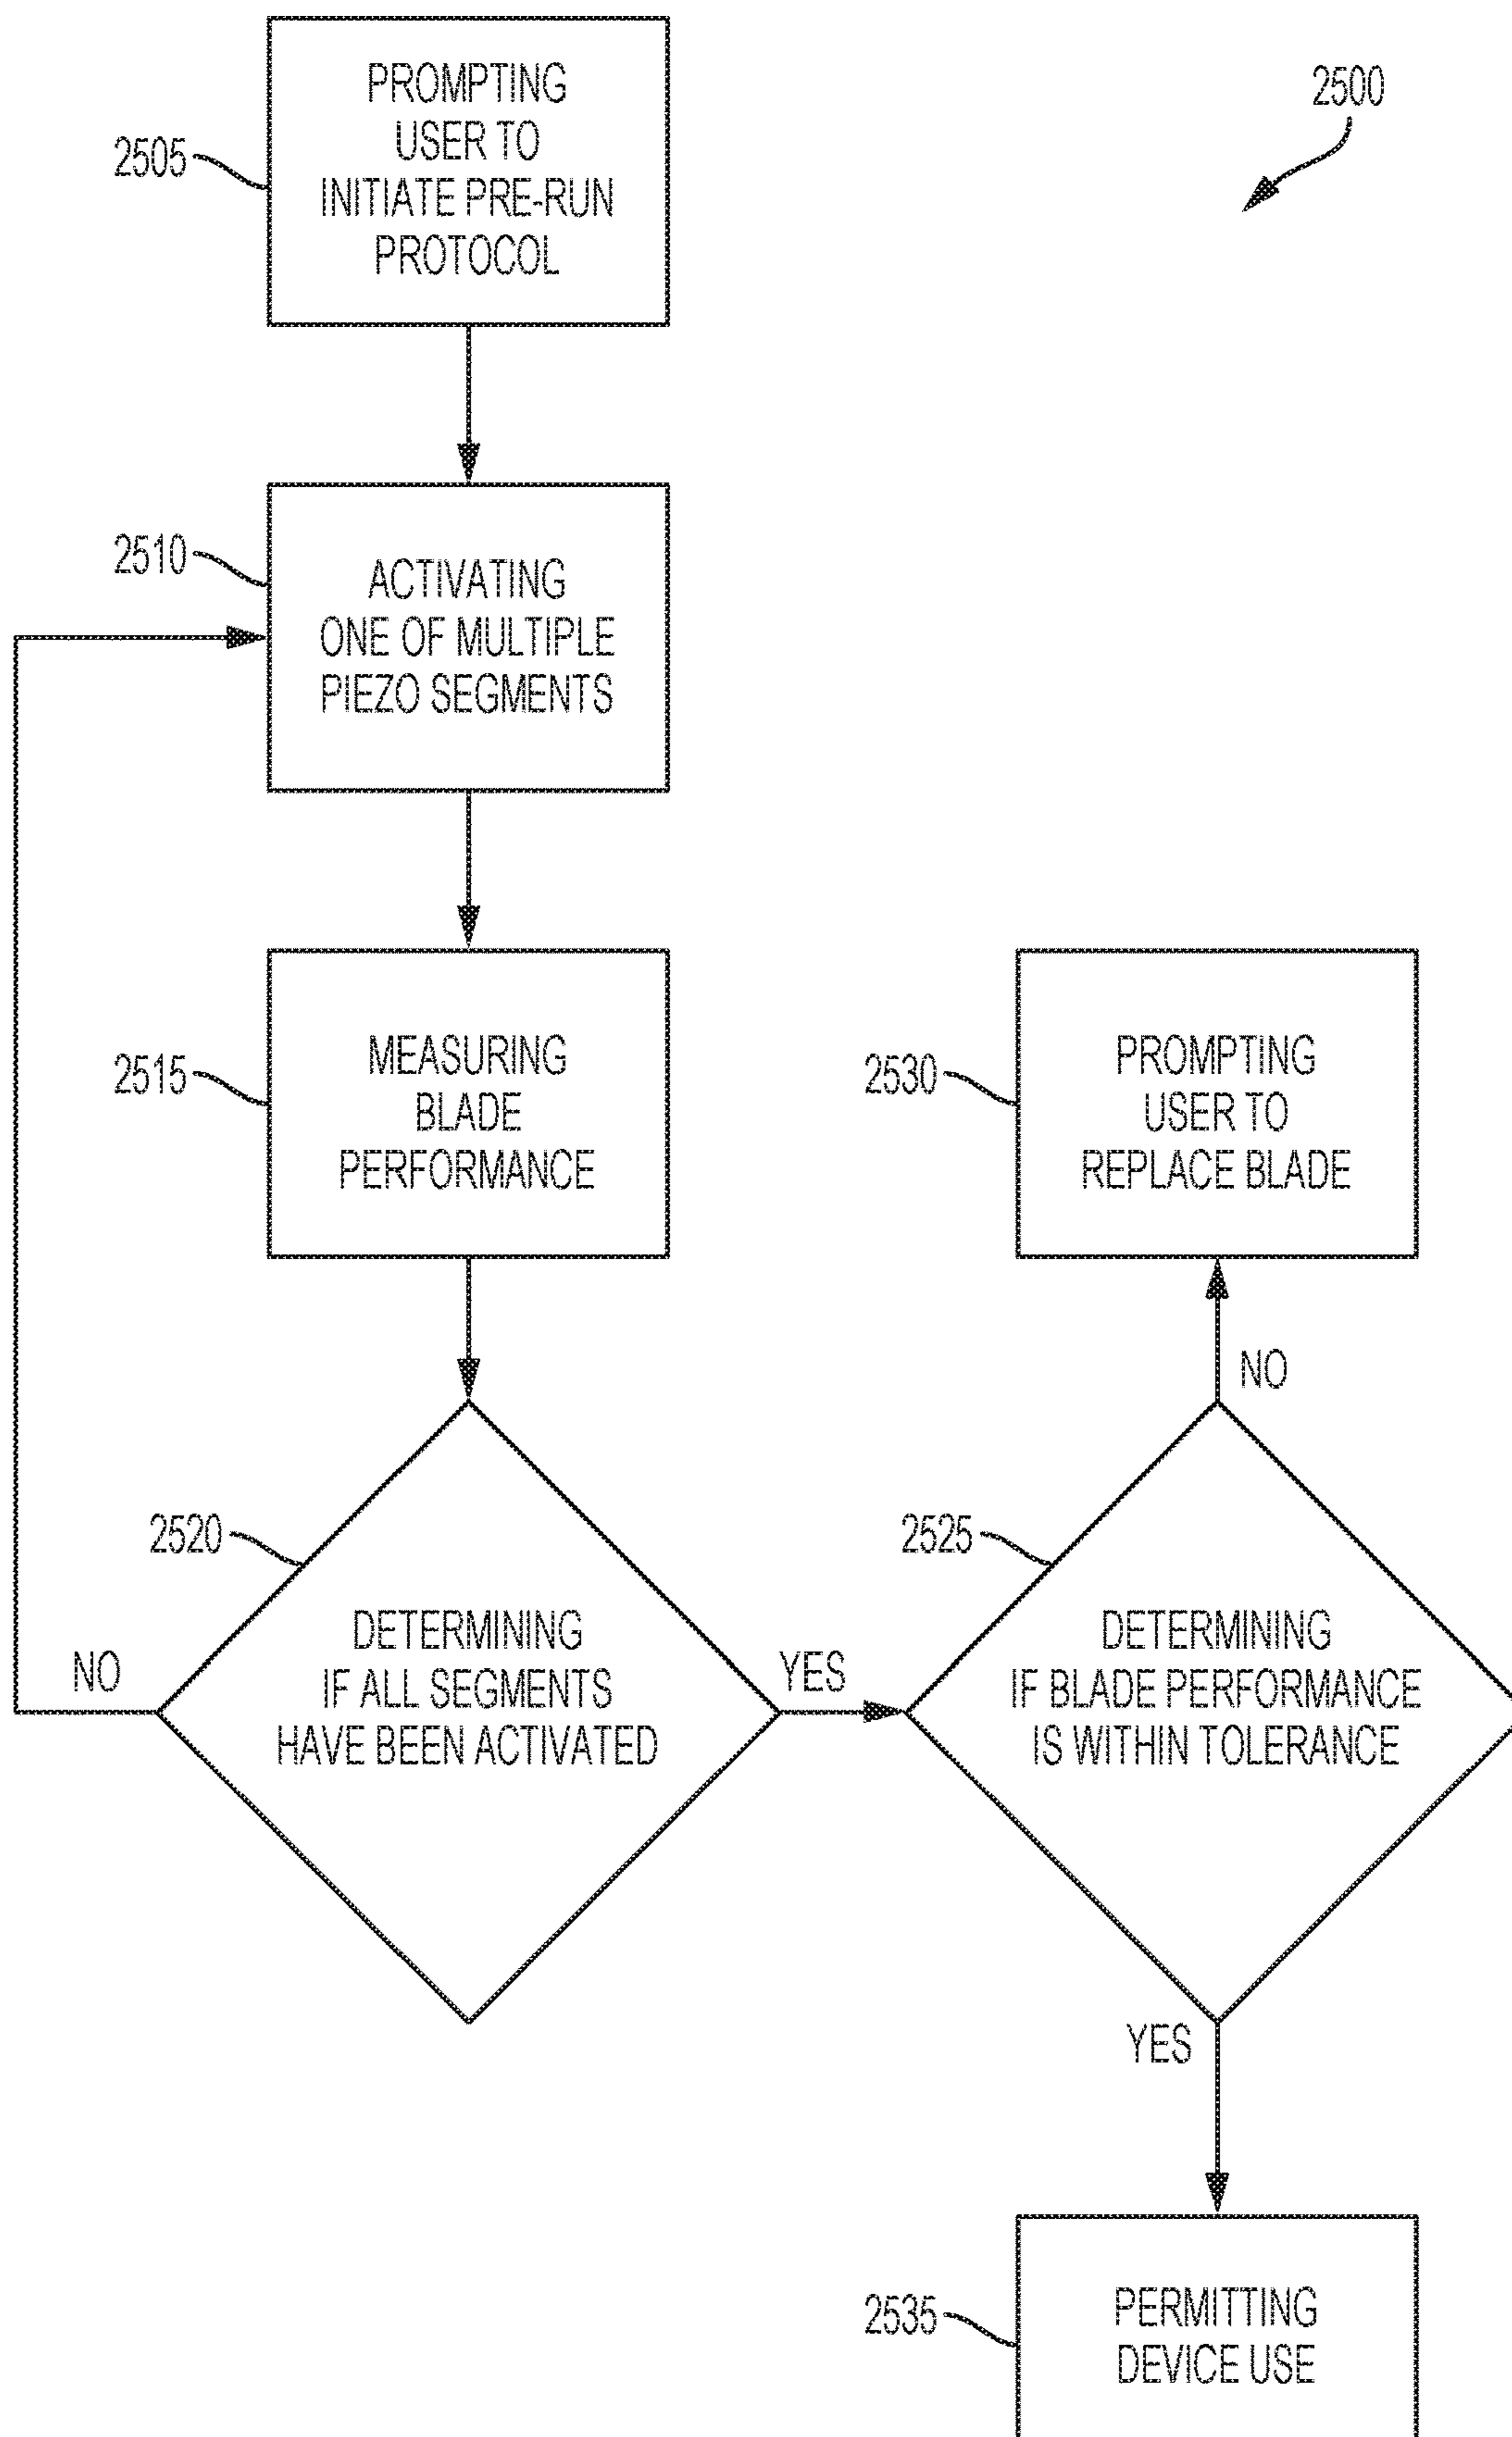 2500
2505
PROMPTING
USER TO
INITIATE PRE-RUN
PROTOCOL
2510
ACTIVATING
ONE OF MULTIPLE
PIEZO SEGMENTS
2515
MEASURING
BLADE
PERFORMANCE
2520
DETERMINING
IF ALL SEGMENTS
HAVE BEEN ACTIVATED
NO
YES
2525
DETERMINING
IF BLADE PERFORMANCE
IS WITHIN TOLERANCE
NO
2530
PROMPTING
USER TO
REPLACE BLADE
YES
2535
PERMITTING
DEVICE USE